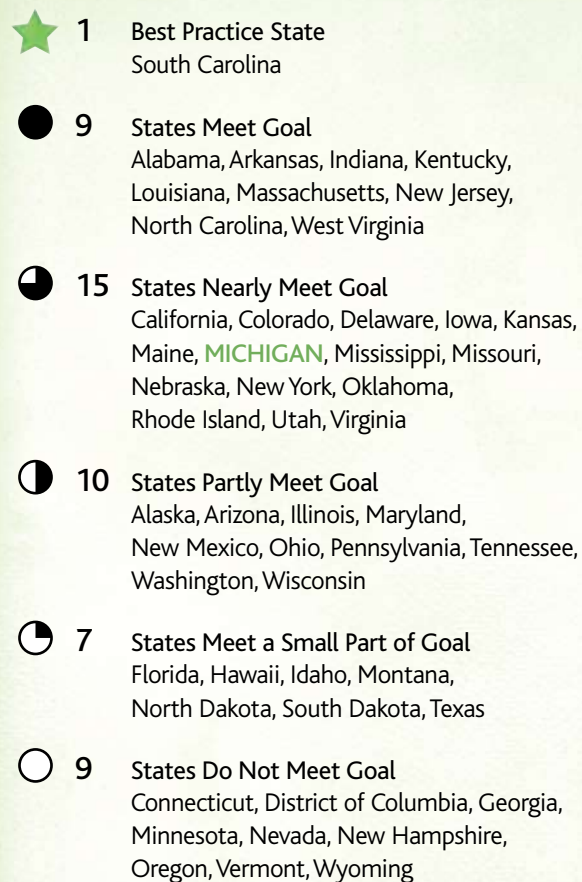 1 Best Practice State
South Carolina
9 States Meet Goal
Alabama, Arkansas, Indiana, Kentucky,
Louisiana, Massachusetts, New Jersey,
North Carolina, West Virginia
15 States Nearly Meet Goal
California, Colorado, Delaware, Iowa, Kansas,
Maine, MICHIGAN, Mississippi, Missouri,
Nebraska, New York, Oklahoma,
Rhode Island, Utah, Virginia
10 States Partly Meet Goal
Alaska, Arizona, Illinois, Maryland,
New Mexico, Ohio, Pennsylvania, Tennessee,
Washington, Wisconsin
7 States Meet a Small Part of Goal
Florida, Hawaii, Idaho, Montana,
North Dakota, South Dakota, Texas
9 States Do Not Meet Goal
Connecticut, District of Columbia, Georgia,
Minnesota, Nevada, New Hampshire,
Oregon, Vermont, Wyoming